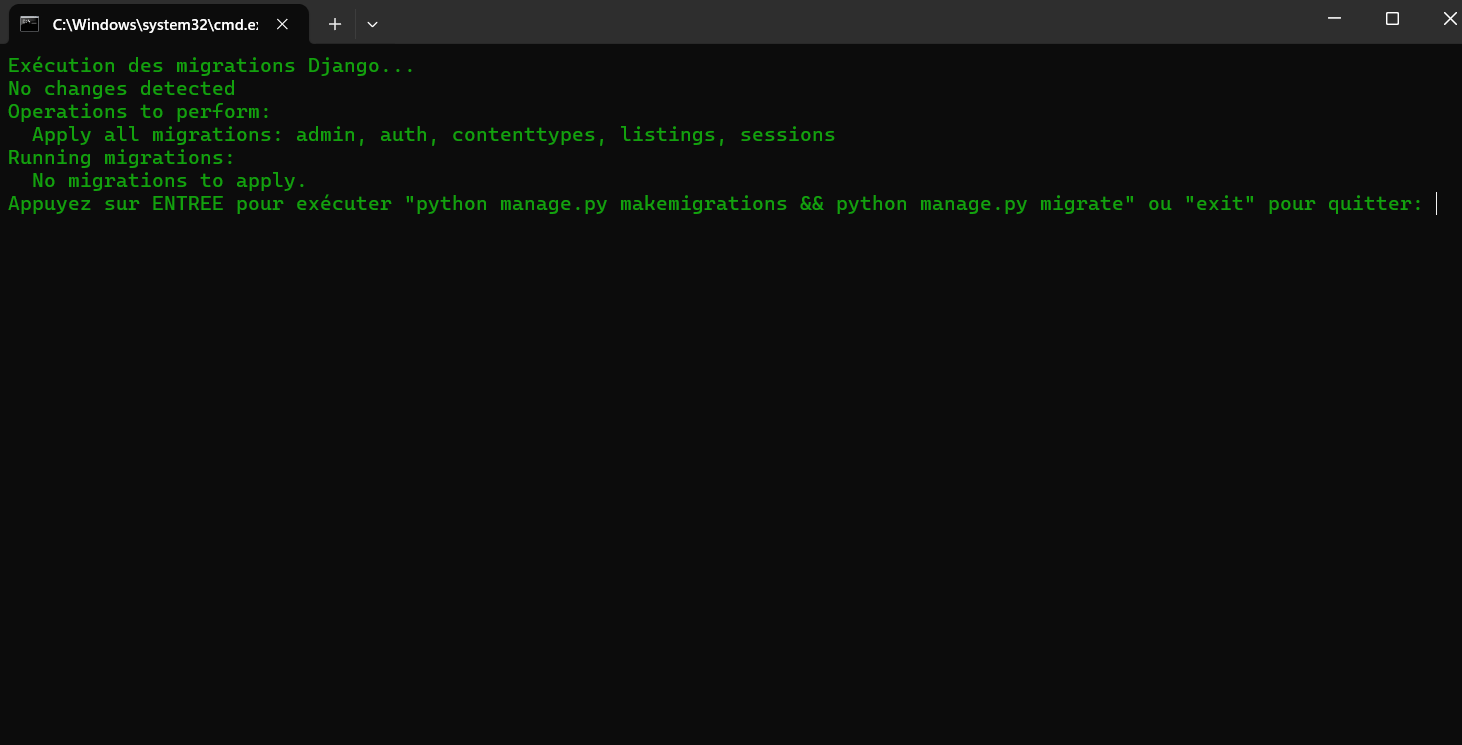 C:\Windows\system32\cmd.ex
Exécution des migrations Django...
No changes detected
Operations to perform:
  Apply all migrations: admin, auth, contenttypes, listings, sessions
Running migrations:
  No migrations to apply.
Appuyez sur ENTREE pour exécuter "python manage.py makemigrations && python manage.py migrate" ou "exit" pour quitter: